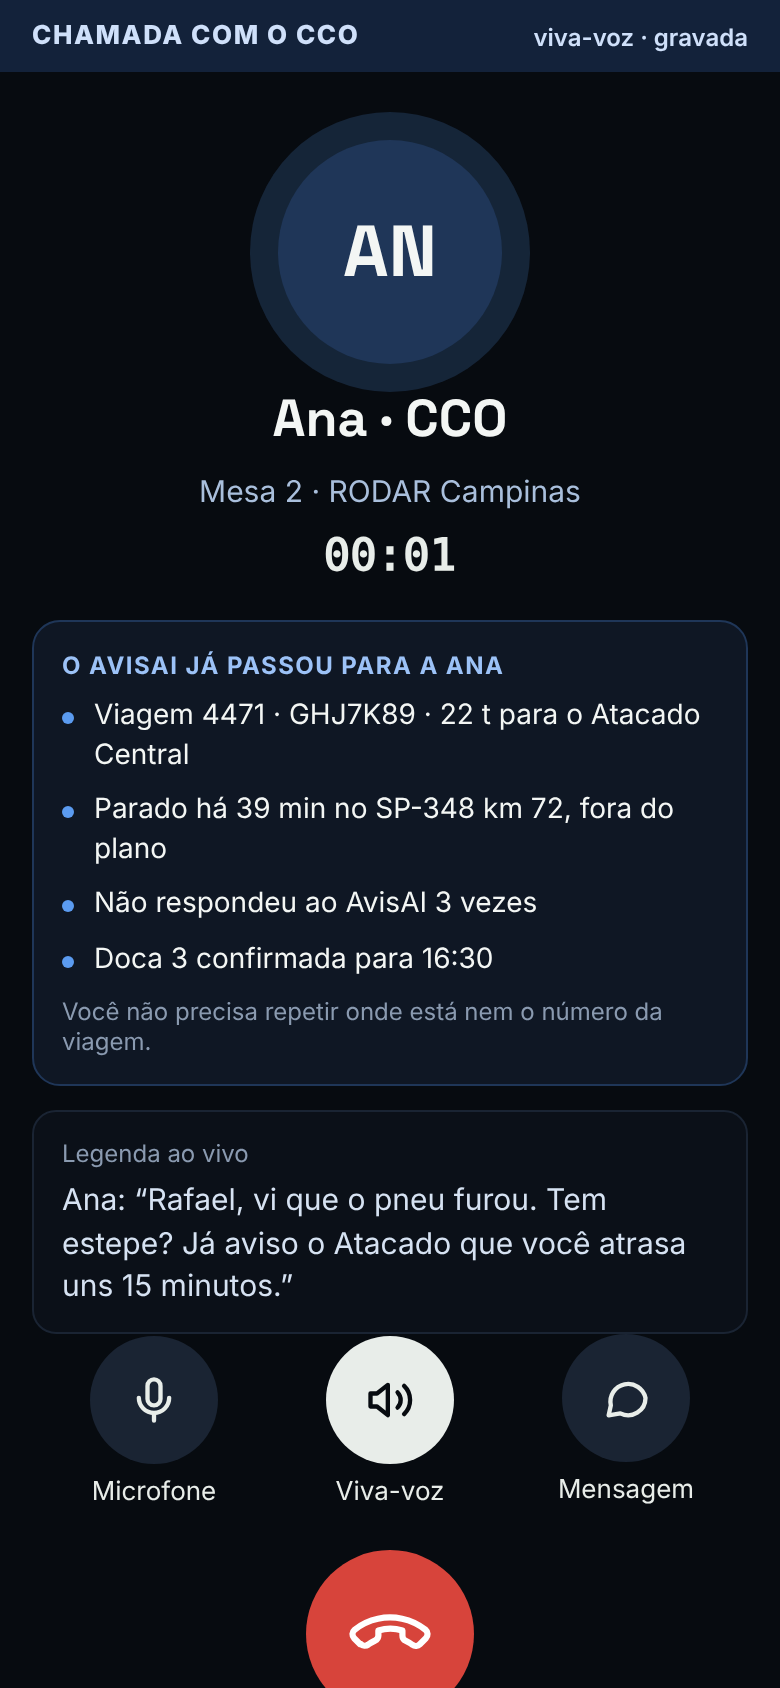 CHAMADA COM O CCO
viva-voz · gravada
AN
Ana · CCO
Mesa 2 · RODAR Campinas
00:01
O AVISAI JÁ PASSOU PARA A ANA
Viagem 4471 · GHJ7K89 · 22 t para o Atacado
Central
Parado há 39 min no SP-348 km 72, fora do
plano
Não respondeu ao AvisAI 3 vezes
Doca 3 confirmada para 16:30
Você não precisa repetir onde está nem o número da
viagem.
Legenda ao vivo
Ana: “Rafael, vi que o pneu furou. Tem
estepe? Já aviso o Atacado que você atrasa
uns 15 minutos.”
Microfone
Viva-voz
Mensagem